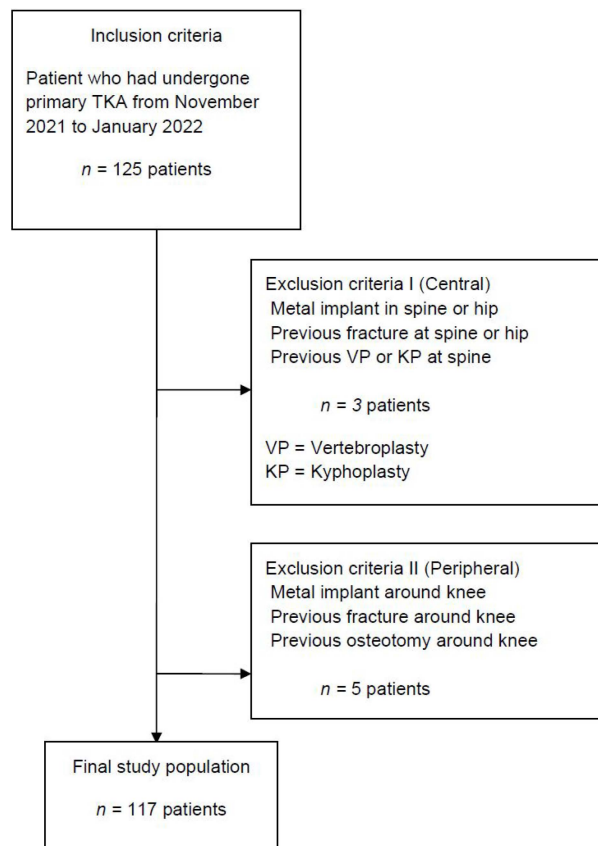 Inclusion criteria
Patient who had undergone
primary TKA from November
2021 to January 2022
n = 125 patients
Exclusion criteria I (Central)
Metal implant in spine or hip
Previous fracture at spine or hip
Previous VP or KP at spine
n = 3 patients
VP = Vertebroplasty
KP = Kyphoplasty
Exclusion criteria II (Peripheral)
Metal implant around knee
Previous fracture around knee
Previous osteotomy around knee
n = 5 patients
Final study population
n = 117 patients